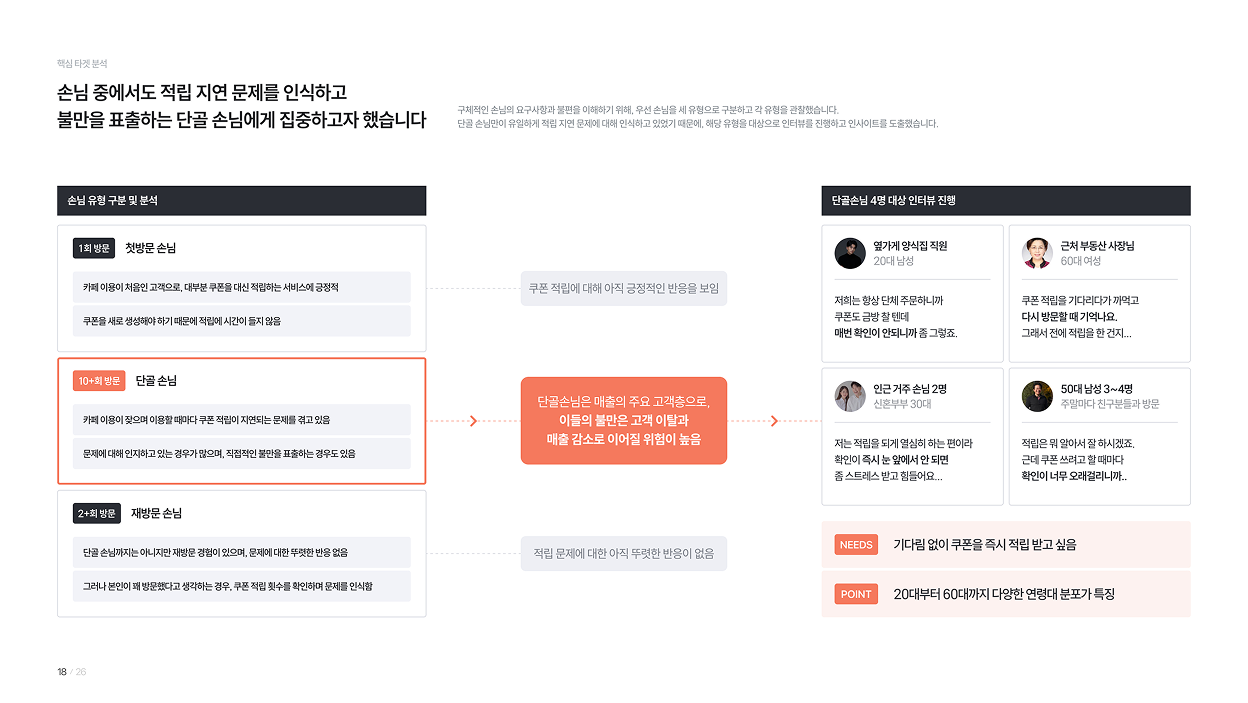 핵심 타겟 분석
손님 중에서도 적립 지연 문제를 인식하고
불만을 표출하는 단골 손님에게 집중하고자 했습니다
구체적인 손님의 요구사항과 불편을 이해하기 위해, 우선 손님을 세 유형으로 구분하고 각 유형을 관찰했습니다.
단골 손님만이 유일하게 적립 지연 문제에 대해 인식하고 있었기 때문에, 해당 유형을 대상으로 인터뷰를 진행하고 인사이트를 도출했습니다.
손님 유형 구분 및 분석
1회 방문 첫방문 손님
카페 이용이 처음인 고객으로, 대부분 쿠폰을 대신 적립하는 서비스에 긍정적
쿠폰을 새로 생성해야 하기 때문에 적립에 시간이 들지 않음
10+회 방문 단골 손님
카페 이용이 잦으며 이용할 때마다 쿠폰 적립이 지연되는 문제를 겪고 있음
문제에 대해 인지하고 있는 경우가 많으며, 직접적인 불만을 표출하는 경우도 있음
2+회 방문 재방문 손님
단골 손님까지는 아니지만 재방문 경험이 있으며, 문제에 대한 뚜렷한 반응 없음
그러나 본인이 꽤 방문했다고 생각하는 경우, 쿠폰 적립 횟수를 확인하며 문제를 인식함
쿠폰 적립에 대해 아직 긍정적인 반응을 보임
단골손님은 매출의 주요 고객층으로,
이들의 불만은 고객 이탈과
매출 감소로 이어질 위험이 높음
적립 문제에 대한 아직 뚜렷한 반응이 없음
단골손님 4명 대상 인터뷰 진행
옆가게 양식집 직원
20대 남성
저희는 항상 단체 주문하니까
쿠폰도 금방 찰 텐데
매번 확인이 안되니까 좀 그렇죠.
근처 부동산 사장님
60대 여성
쿠폰 적립을 기다리다가 까먹고
다시 방문할 때 기억나요.
그래서 전에 적립을 한 건지...
인근 거주 손님 2명
신혼부부 30대
저는 적립을 되게 열심히 하는 편이라
확인이 즉시 눈 앞에서 안 되면
좀 스트레스 받고 힘들어요...
50대 남성 3~4명
주말마다 친구분들과 방문
적립은 뭐 알아서 잘 하시겠죠.
근데 쿠폰 쓰려고 할 때마다
확인이 너무 오래걸리니까..
NEEDS 기다림 없이 쿠폰을 즉시 적립 받고 싶음
POINT 20대부터 60대까지 다양한 연령대 분포가 특징
18 / 26